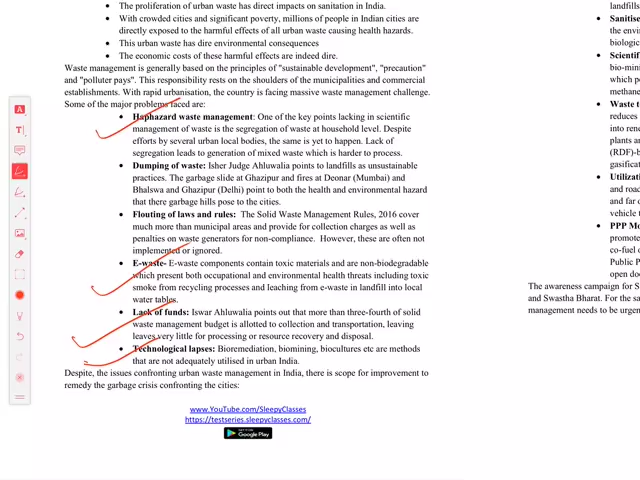 • The proliferation of urban waste has direct impacts on sanitation in India.
• With crowded cities and significant poverty, millions of people in Indian cities are
directly exposed to the harmful effects of all urban waste causing health hazards.
• This urban waste has dire environmental consequences
• The economic costs of these harmful effects are indeed dire.
Waste management is generally based on the principles of "sustainable development", "precaution"
and "polluter pays". This responsibility rests on the shoulders of the municipalities and commercial
establishments. With rapid urbanisation, the country is facing massive waste management challenge.
Some of the major problems faced are:
• Haphazard waste management: One of the key points lacking in scientific
management of waste is the segregation of waste at household level. Despite
efforts by several urban local bodies, the same is yet to happen. Lack of
segregation leads to generation of mixed waste which is harder to process.
• Dumping of waste: Isher Judge Ahluwalia points to landfills as unsustainable
practices. The garbage slide at Ghazipur and fires at Deonar (Mumbai) and
Bhalswa and Ghazipur (Delhi) point to both the health and environmental hazard
that there garbage hills pose to the cities.
• Flouting of laws and rules: The Solid Waste Management Rules, 2016 cover
much more than municipal areas and provide for collection charges as well as
penalties on waste generators for non-compliance. However, these are often not
implemented or ignored.
• E-waste- E-waste components contain toxic materials and are non-biodegradable
which present both occupational and environmental health threats including toxic
smoke from recycling processes and leaching from e-waste in landfill into local
water tables.
• Lack of funds: Iswar Ahluwalia points out that more than three-fourth of solid
waste management budget is allotted to collection and transportation, leaving
leaves very little for processing or resource recovery and disposal.
• Technological lapses: Bioremediation, biomining, biocultures etc are methods
that are not adequately utilised in urban India.
Despite, the issues confronting urban waste management in India, there is scope for improvement to
remedy the garbage crisis confronting the cities:
www.YouTube.com/SleepyClasses
https://testseries.sleepyclasses.com/
GET IT ON
Google Play
landfills
• Sanitise
the envi
biologic
• Scientif
bio-mini
which po
methane
• Waste to
reduces
into rene
plants ar
(RDF)-b
gasificat
• Utilizati
and road
and far o
vehicle t
• PPP Mo
promote
co-fuel o
Public P
open doo
The awareness campaign for S
and Swastha Bharat. For the sa
management needs to be urgen